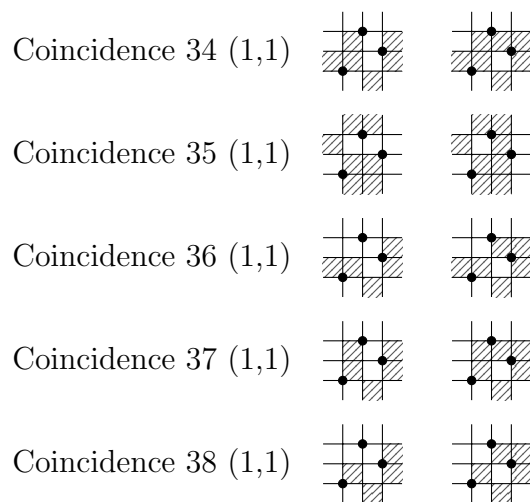 Coincidence 34 (1,1)
Coincidence 35 (1,1)
Coincidence 36 (1,1)
Coincidence 37 (1,1)
Coincidence 38 (1,1)